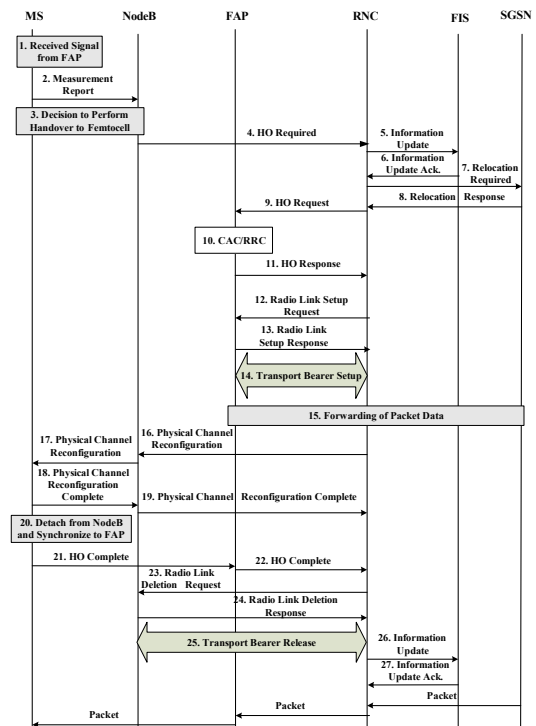 MS NodeB FAP RNC FIS SGSN
1. Received Signal
from FAP
2. Measurement
Report
3. Decision to Perform
Handover to Femtocell
4. HO Required
5. Information
Update
6. Information
Update Ack.
7. Relocation
Required
8. Relocation Response
9. HO Request
10. CAC/RRC
11. HO Response
12. Radio Link Setup
Request
13. Radio Link
Setup Response
14. Transport Bearer Setup
15. Forwarding of Packet Data
16. Physical Channel
Reconfiguration
17. Physical Channel
Reconfiguration
18. Physical Channel
Reconfiguration
Complete
19. Physical Channel Reconfiguration Complete
20. Detach from NodeB
and Synchronize to FAP
21. HO Complete
22. HO Complete
23. Radio Link
Deletion Request
24. Radio Link Deletion
Response
25. Transport Bearer Release
26. Information
Update
27. Information
Update Ack.
Packet
Packet
Packet